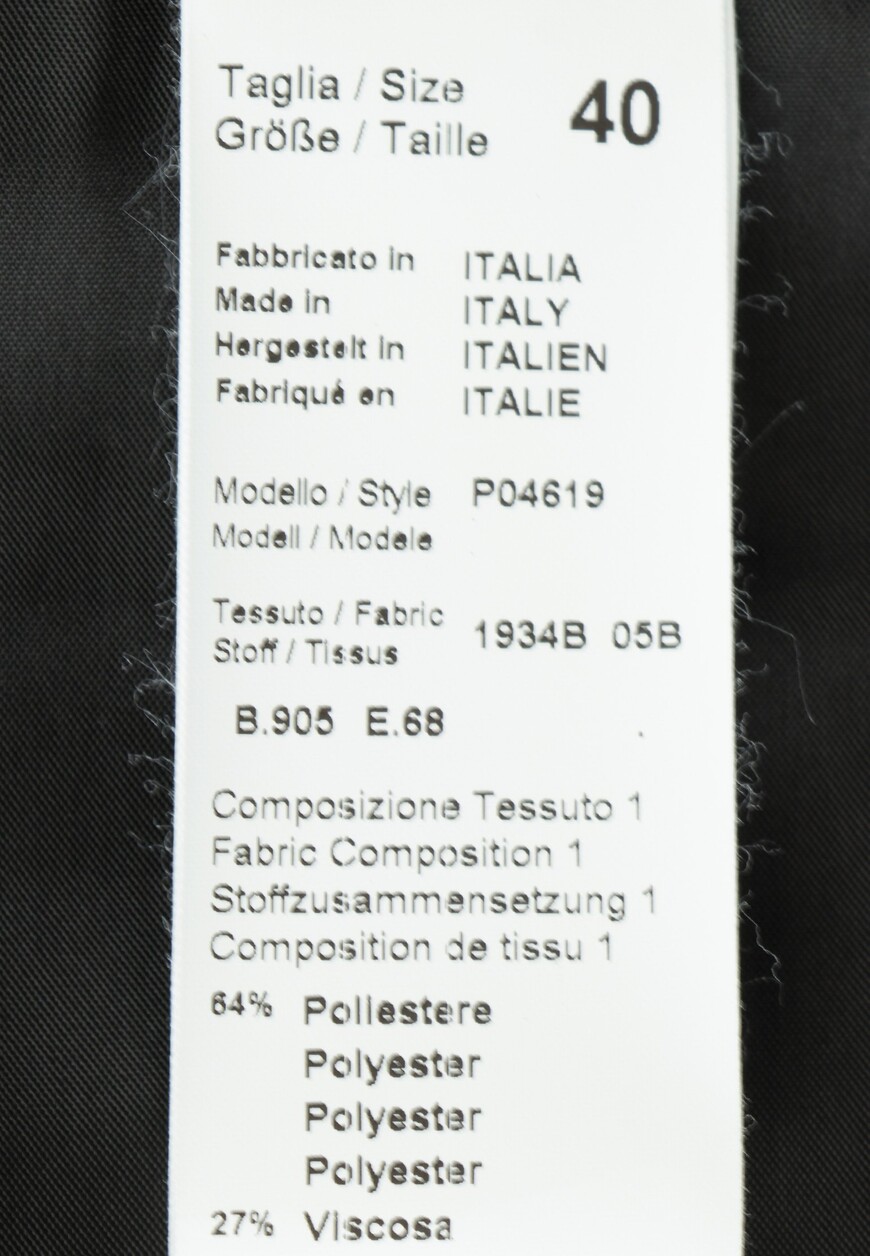 Taglia / Size 40
Größe / Taille
Fabbricato in ITALIA
Made in ITALY
Hergestelt in ITALIEN
Fabriqué en ITALIE
Modello / Style P04619
Modell / Modele
Tessuto / Fabric 1934B 05B
Stoff / Tissus
B.905 E.68
Composizione Tessuto 1
Fabric Composition 1
Stoffzusammensetzung 1
Composition de tissu 1
64% Poliestere
Polyester
Polyester
Polyester
27% Viscosa